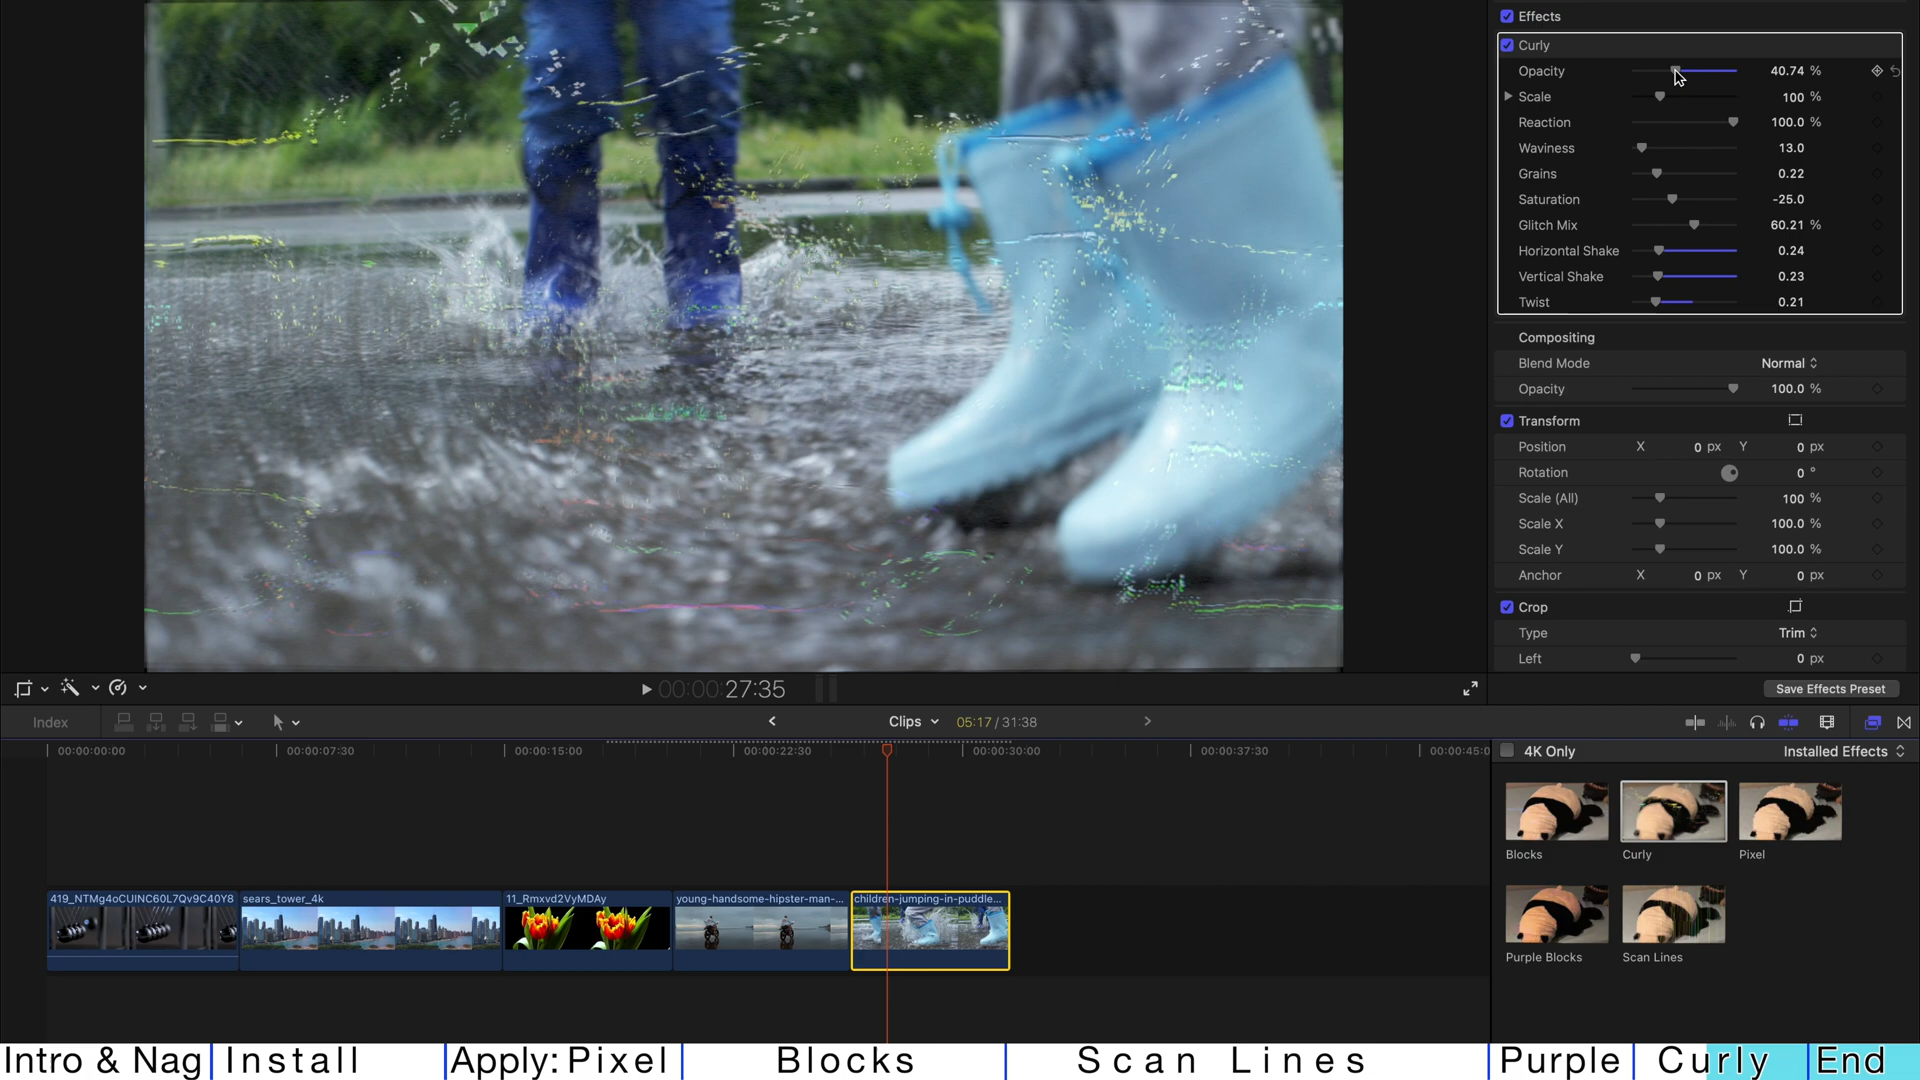 Effects
Curly
Opacity 40.74 %
Scale 100 %
Reaction 100.0 %
Waviness 13.0
Grains 0.22
Saturation -25.0
Glitch Mix 60.21 %
Horizontal Shake 0.24
Vertical Shake 0.23
Twist 0.21
Compositing
Blend Mode Normal
Opacity 100.0 %
Transform
Position X 0 px Y 0 px
Rotation 0 °
Scale (All) 100 %
Scale X 100.0 %
Scale Y 100.0 %
Anchor X 0 px Y 0 px
Crop
Type Trim
Left 0 px
00:00:27:35
Save Effects Preset
Index
Clips 05:17 / 31:38
00:00:00:00 00:00:07:30 00:00:15:00 00:00:22:30 00:00:30:00 00:00:37:30 00:00:45:0
4K Only Installed Effects
Blocks Curly Pixel
Purple Blocks Scan Lines
419_NTMg4oCUINC60L7Qv9C40Y8 sears_tower_4k 11_Rmxvd2VyMDAy young-handsome-hipster-man-... children-jumping-in-puddle...
Intro & Nag Install Apply: Pixel Blocks Scan Lines Purple Curly End